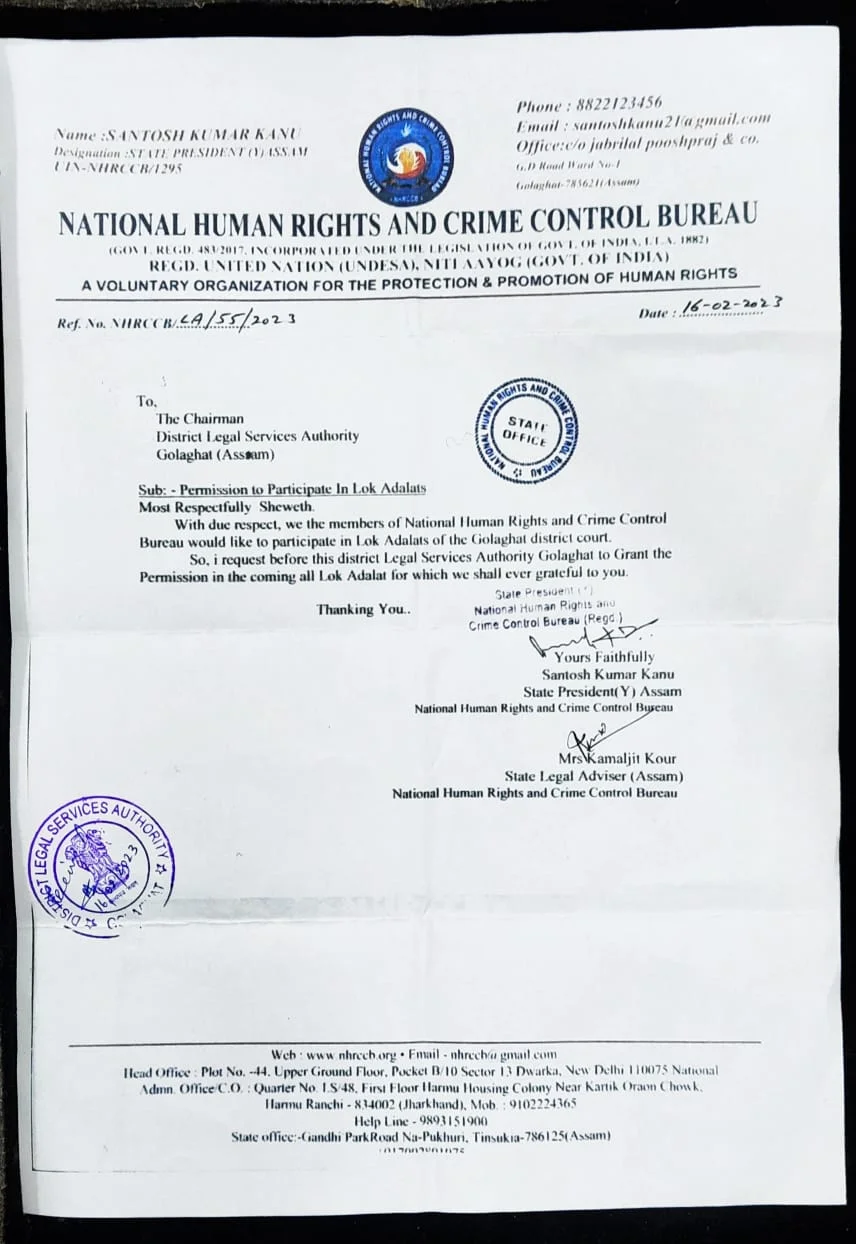 Name :SANTOSH KUMAR KANU
Designation :STATE PRESIDENT (Y) ASSAM
UIN-NHRCCB/1295
NATIONAL HUMAN RIGHTS AND CRIME CONTROL BUREAU
NHRCCB
Phone : 8822123456
Email : santoshkanu21@gmail.com
Office:c/o jabrilal pooshpraj & co.
G.D Road Ward No-1
Golaghat-785621(Assam)
NATIONAL HUMAN RIGHTS AND CRIME CONTROL BUREAU
(GOVT. REGD. 483/2017, INCORPORATED UNDER THE LEGISLATION OF GOVT. OF INDIA, I.T.A. 1882)
REGD. UNITED NATION (UNDESA), NITI AAYOG (GOVT. OF INDIA)
A VOLUNTARY ORGANIZATION FOR THE PROTECTION & PROMOTION OF HUMAN RIGHTS
Ref. No. NHRCCB/LA/55/2023
Date : 16-02-2023
To,
The Chairman
District Legal Services Authority
Golaghat (Assam)
NATIONAL HUMAN RIGHTS AND CRIME CONTROL BUREAU
STATE
OFFICE
Sub: - Permission to Participate In Lok Adalats
Most Respectfully Sheweth.
With due respect, we the members of National Human Rights and Crime Control
Bureau would like to participate in Lok Adalats of the Golaghat district court.
So, i request before this district Legal Services Authority Golaghat to Grant the
Permission in the coming all Lok Adalat for which we shall ever grateful to you.
Thanking You..
State President
National Human Rights and
Crime Control Bureau (Regd.)
Yours Faithfully
Santosh Kumar Kanu
State President(Y) Assam
National Human Rights and Crime Control Bureau
Mrs Kamaljit Kour
State Legal Adviser (Assam)
National Human Rights and Crime Control Bureau
DISTRICT LEGAL SERVICES AUTHORITY
16/02/2023
Web : www.nhrccb.org • Email - nhrccb@gmail.com
Head Office : Plot No. -44, Upper Ground Floor, Pocket B/10 Sector 13 Dwarka, New Delhi 110075 National
Admn. Office/C.O. : Quarter No. LS/48, First Floor Harmu Housing Colony Near Kartik Oraon Chowk,
Harmu Ranchi - 834002 (Jharkhand), Mob. : 9102224365
Help Line - 9893151900
State office:-Gandhi ParkRoad Na-Pukhuri, Tinsukia-786125(Assam)